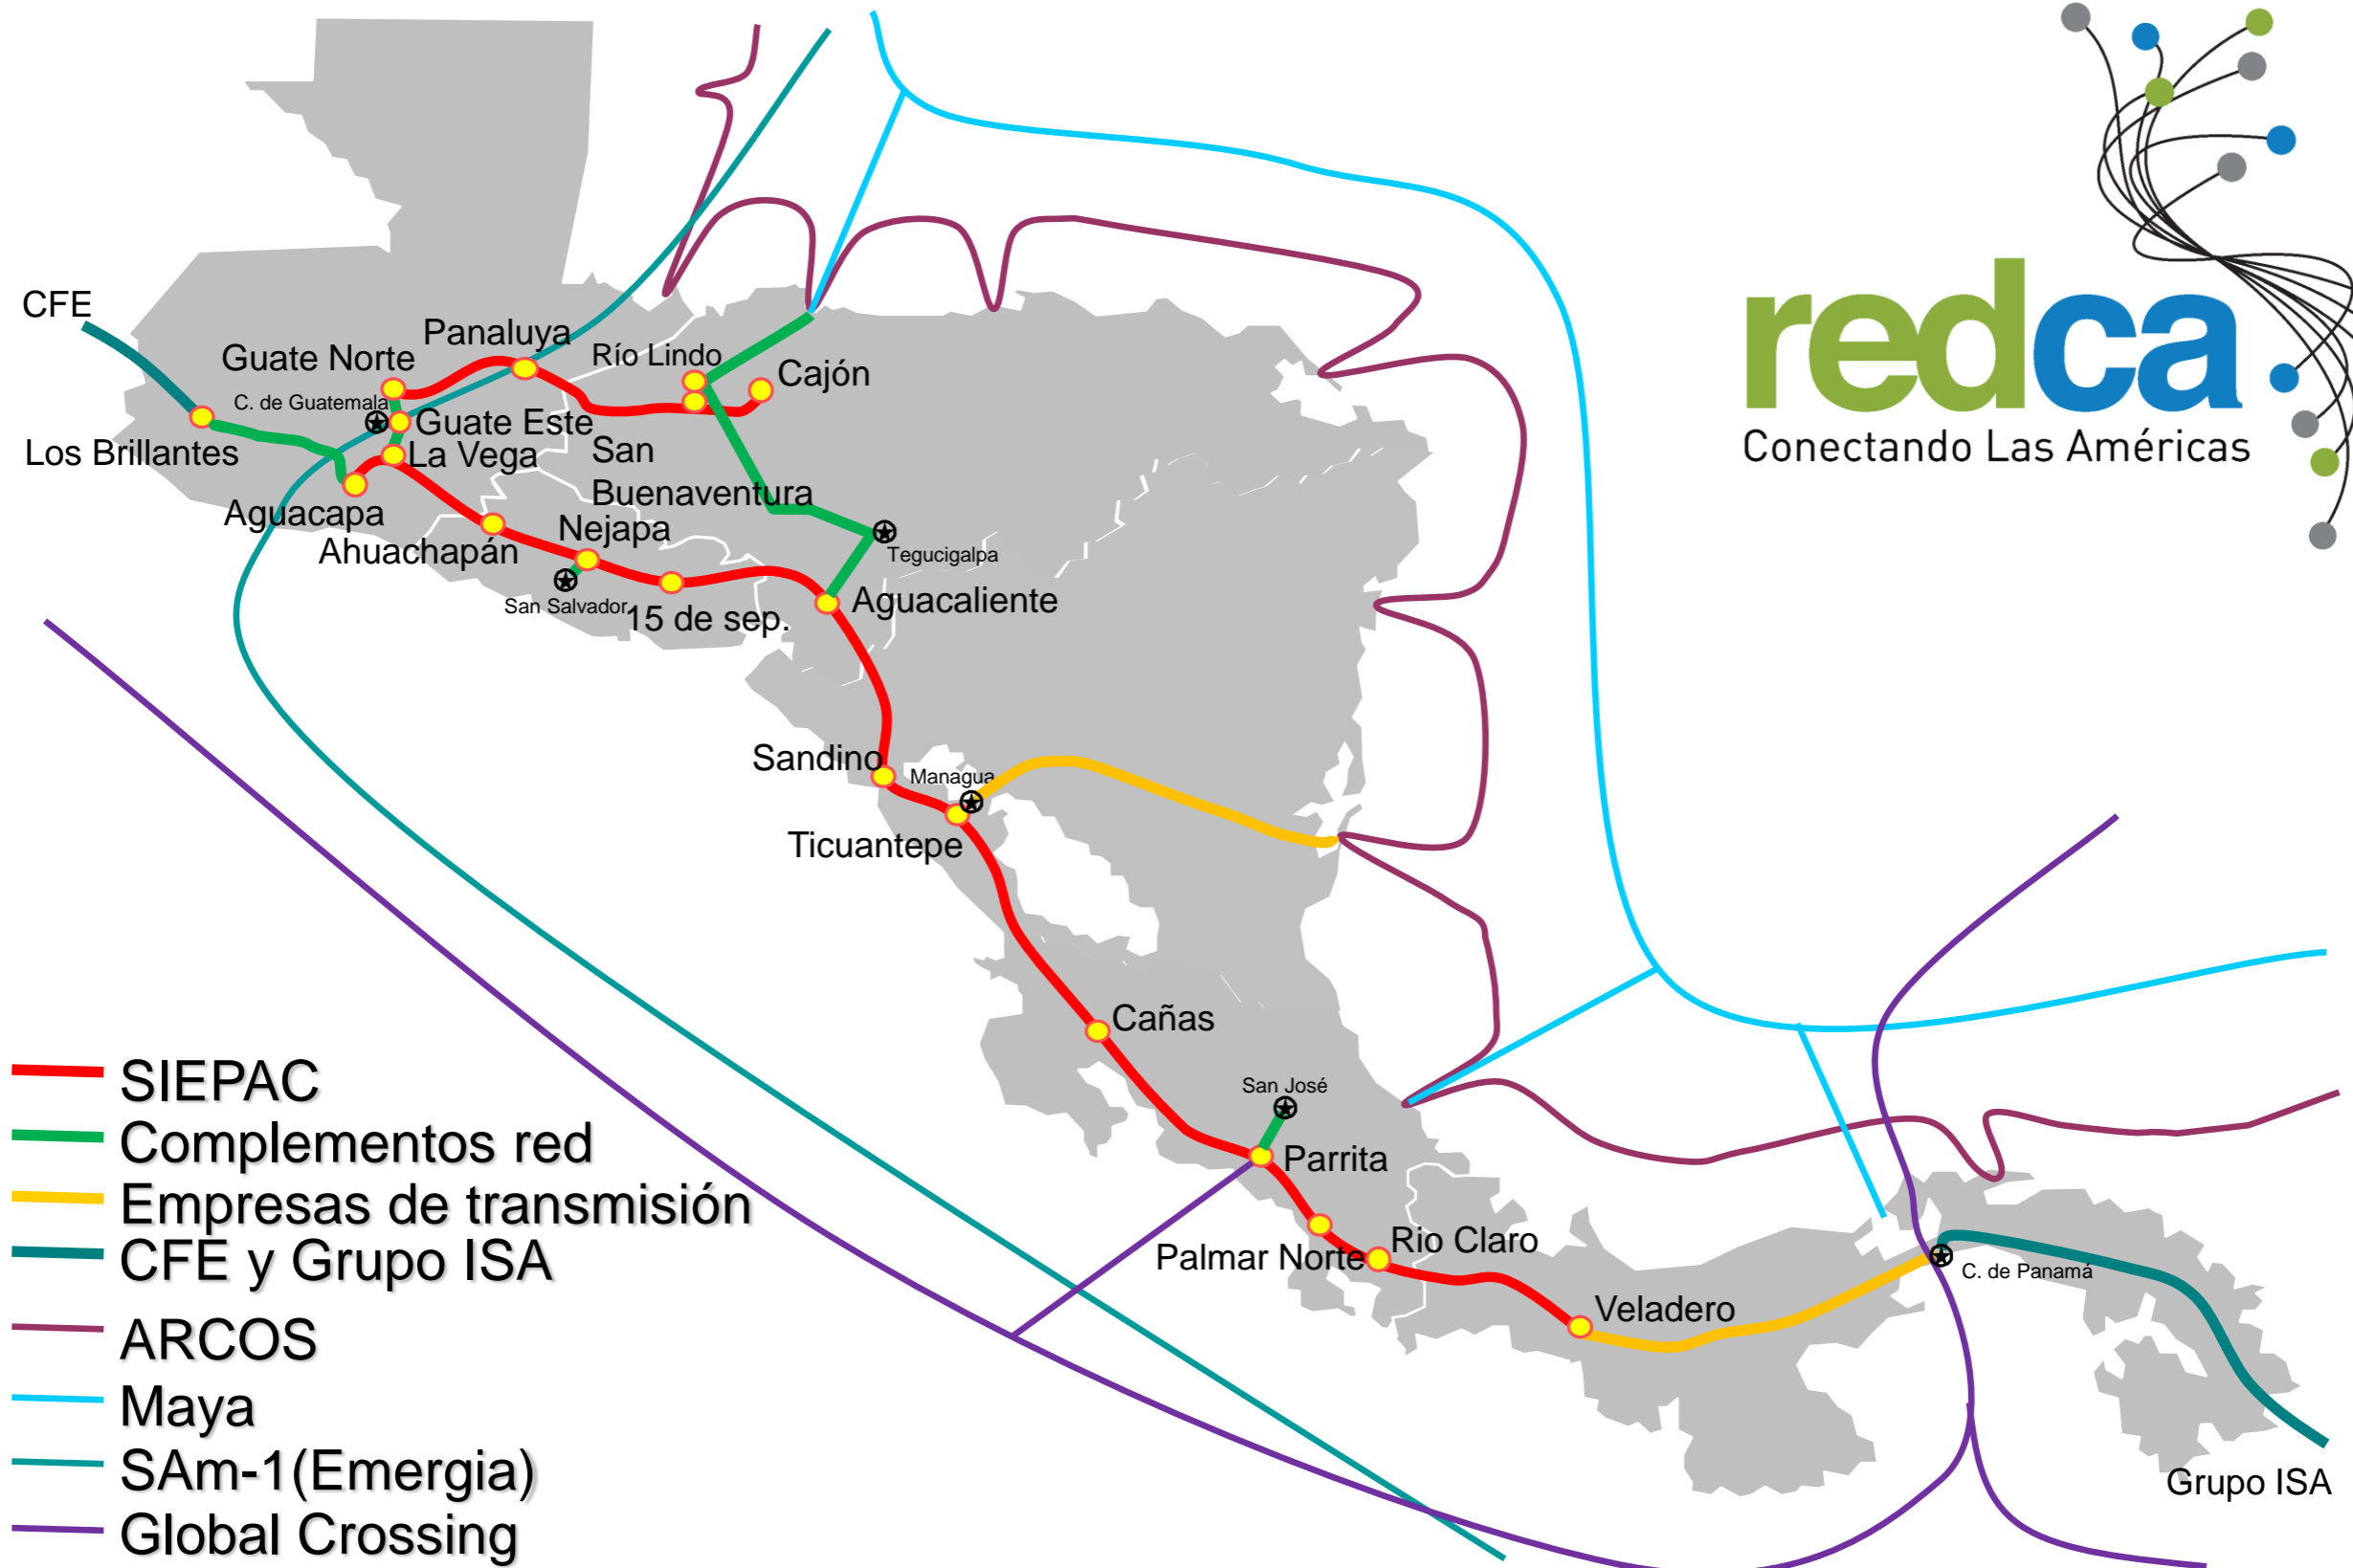 redca
Conectando Las Américas
CFE
Panaluya
Guate Norte
Río Lindo
Cajón
C. de Guatemala
Guate Este
Los Brillantes
La Vega
San
Buenaventura
Aguacapa
Nejapa
Ahuachapán
Tegucigalpa
San Salvador
15 de sep.
Aguacaliente
Sandino
Managua
Ticuantepe
Cañas
San José
Parrita
Palmar Norte
Rio Claro
C. de Panamá
Veladero
Grupo ISA
SIEPAC
Complementos red
Empresas de transmisión
CFE y Grupo ISA
ARCOS
Maya
SAm-1(Emergia)
Global Crossing